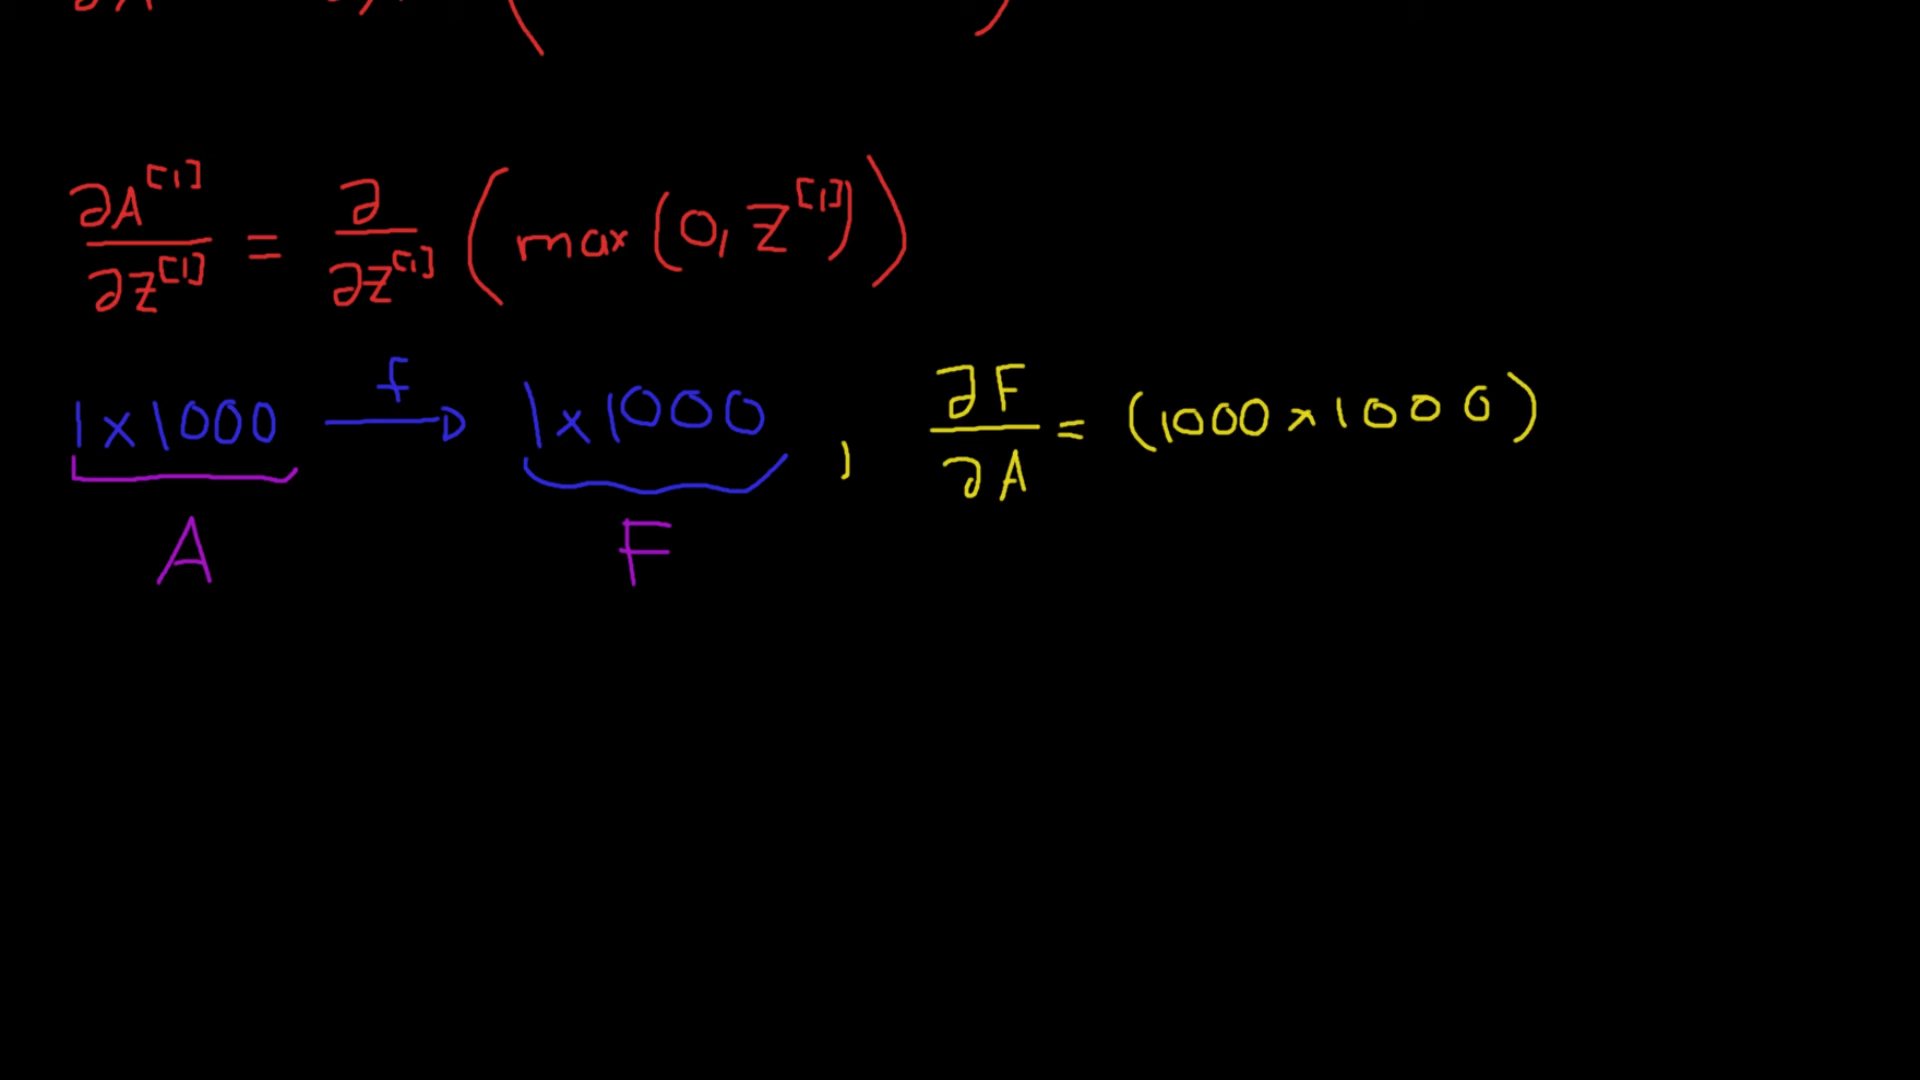 ∂A^[1]/∂Z^[1] = ∂/∂Z^[1] (max(0, Z^[1]))
1x1000 —f→ 1x1000 , ∂F/∂A = (1000x1000)
A F